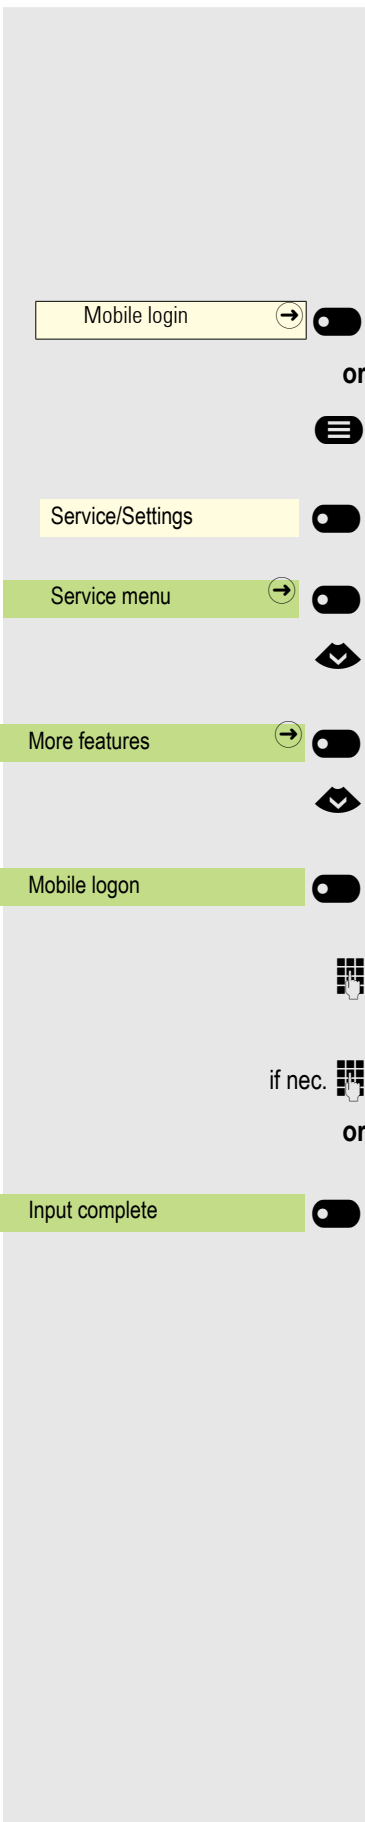 Mobile login
or
Service/Settings
Service menu
More features
Mobile logon
if nec.
or
Input complete